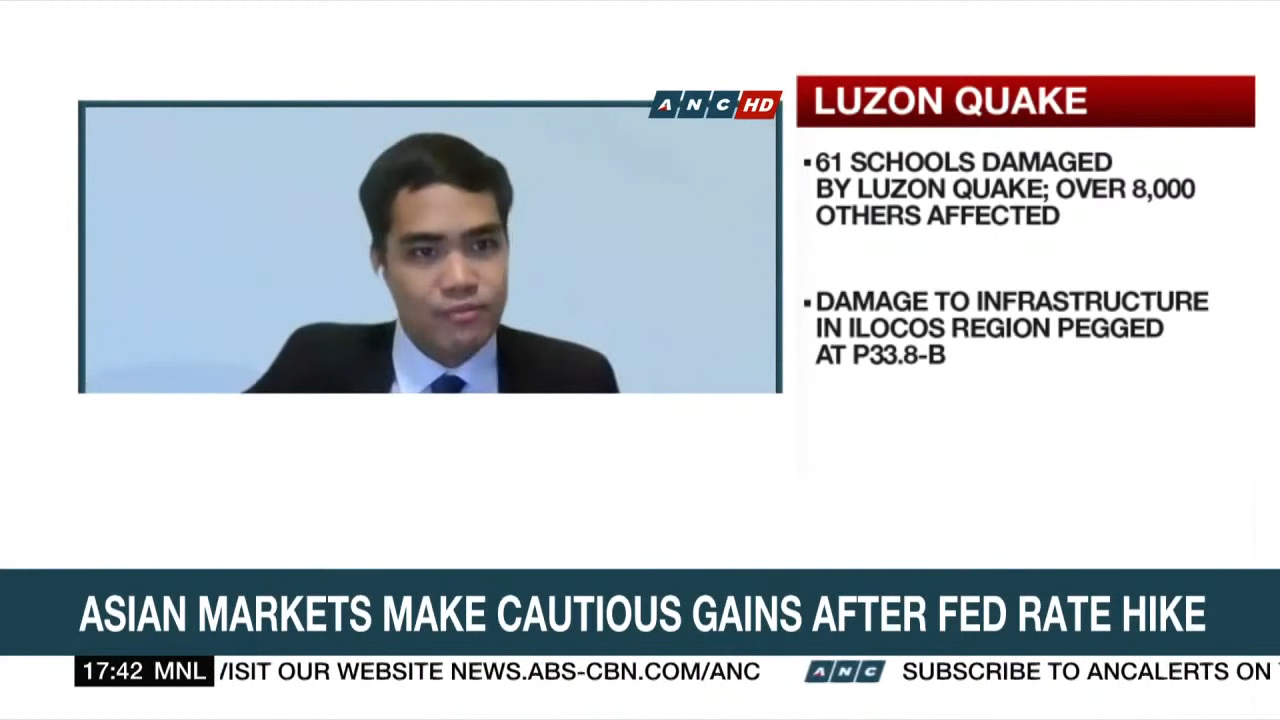 ANC HD
LUZON QUAKE
▪61 SCHOOLS DAMAGED
BY LUZON QUAKE; OVER 8,000
OTHERS AFFECTED
▪DAMAGE TO INFRASTRUCTURE
IN ILOCOS REGION PEGGED
AT P33.8-B
ASIAN MARKETS MAKE CAUTIOUS GAINS AFTER FED RATE HIKE
17:42 MNL /ISIT OUR WEBSITE NEWS.ABS-CBN.COM/ANC ANC SUBSCRIBE TO ANCALERTS ON